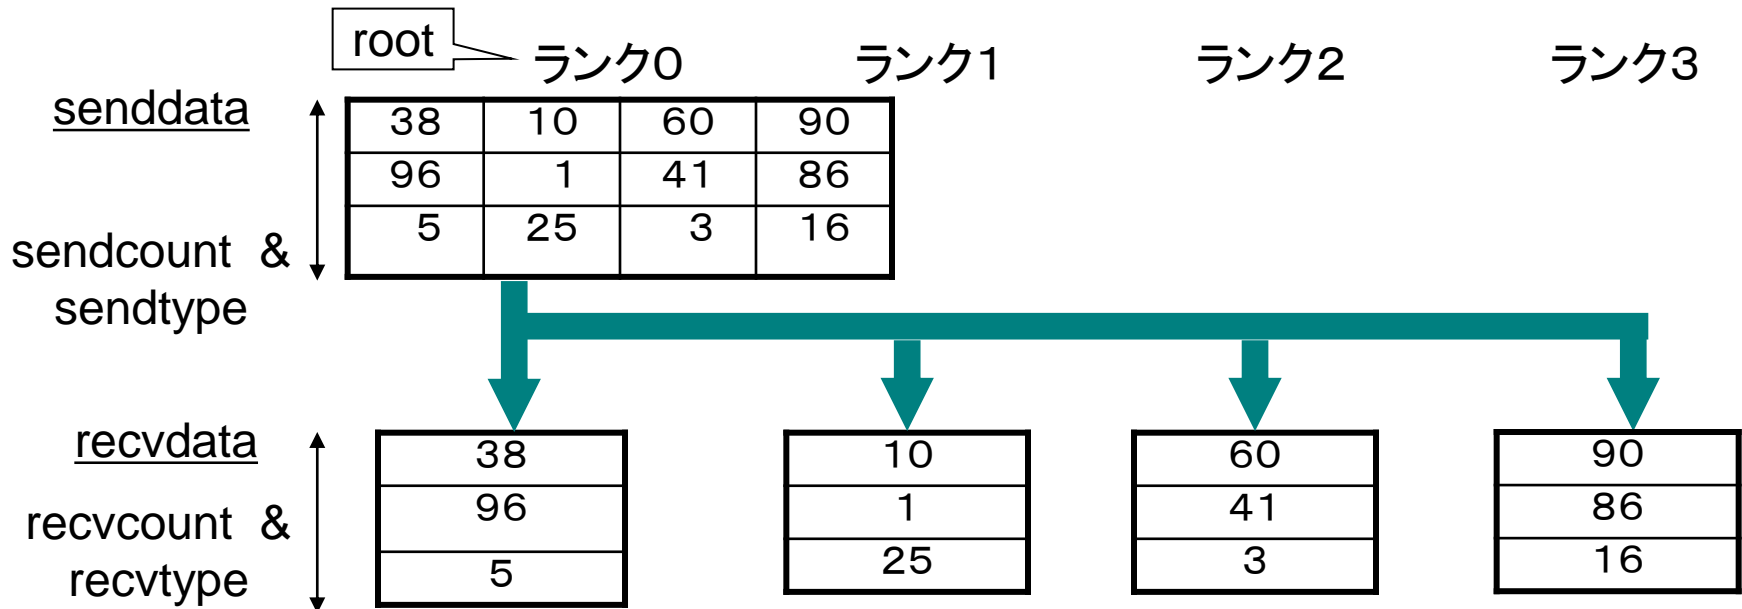 root
ランク0 ランク1 ランク2 ランク3
senddata
38 10 60 90
96 1 41 86
5 25 3 16
sendcount &
sendtype
recvdata
38 10 60 90
96 1 41 86
5 25 3 16
recvcount &
recvtype